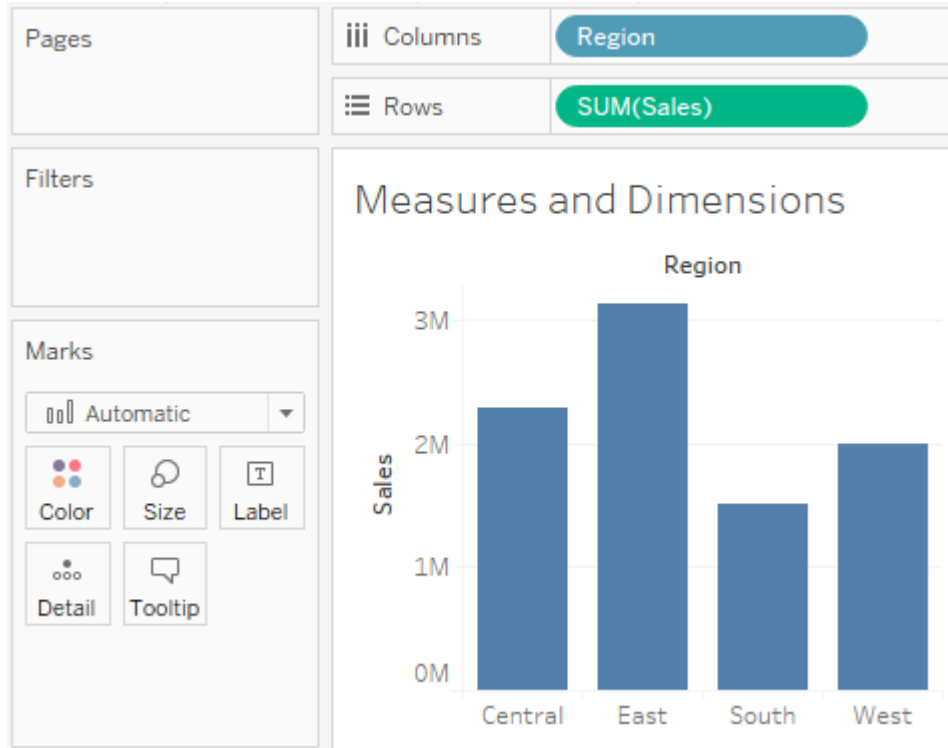 Pages
Columns
Region
Rows
SUM(Sales)
Filters
Marks
Automatic
Color
Size
T
Label
Detail
Tooltip
Measures and Dimensions
Region
Sales
3M
2M
1M
0M
Central East South West